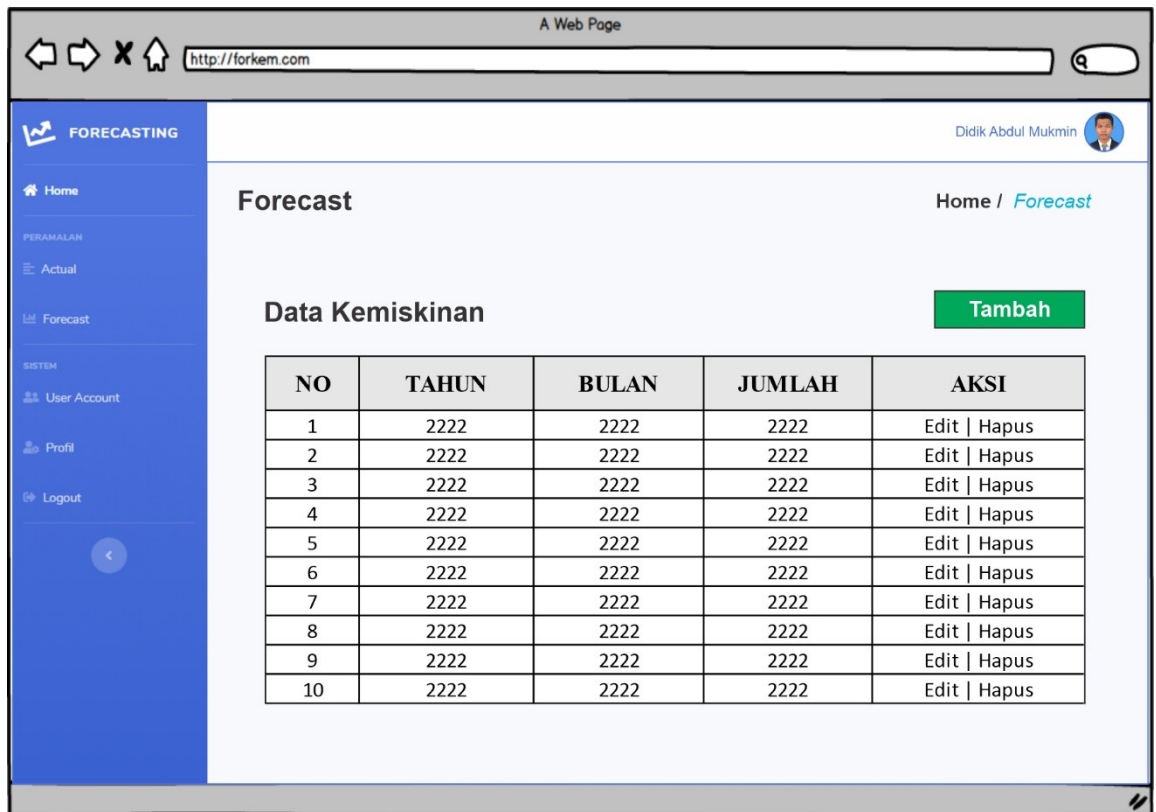 A Web Page
http://forkem.com
FORECASTING
Didik Abdul Mukmin
Home
PERAMALAN
Actual
Forecast
SISTEM
User Account
Profil
Logout
Forecast
Home / Forecast
Data Kemiskinan
Tambah
NO TAHUN BULAN JUMLAH AKSI
1 2222 2222 2222 Edit | Hapus
2 2222 2222 2222 Edit | Hapus
3 2222 2222 2222 Edit | Hapus
4 2222 2222 2222 Edit | Hapus
5 2222 2222 2222 Edit | Hapus
6 2222 2222 2222 Edit | Hapus
7 2222 2222 2222 Edit | Hapus
8 2222 2222 2222 Edit | Hapus
9 2222 2222 2222 Edit | Hapus
10 2222 2222 2222 Edit | Hapus